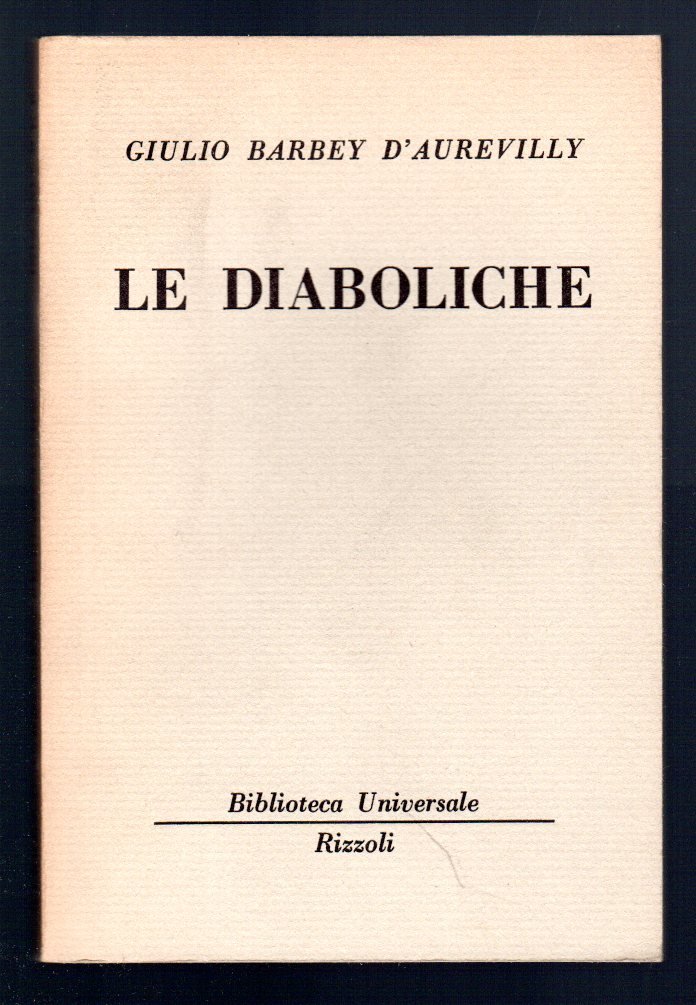 GIULIO BARBEY D'AUREVILLY
LE DIABOLICHE
Biblioteca Universale
Rizzoli